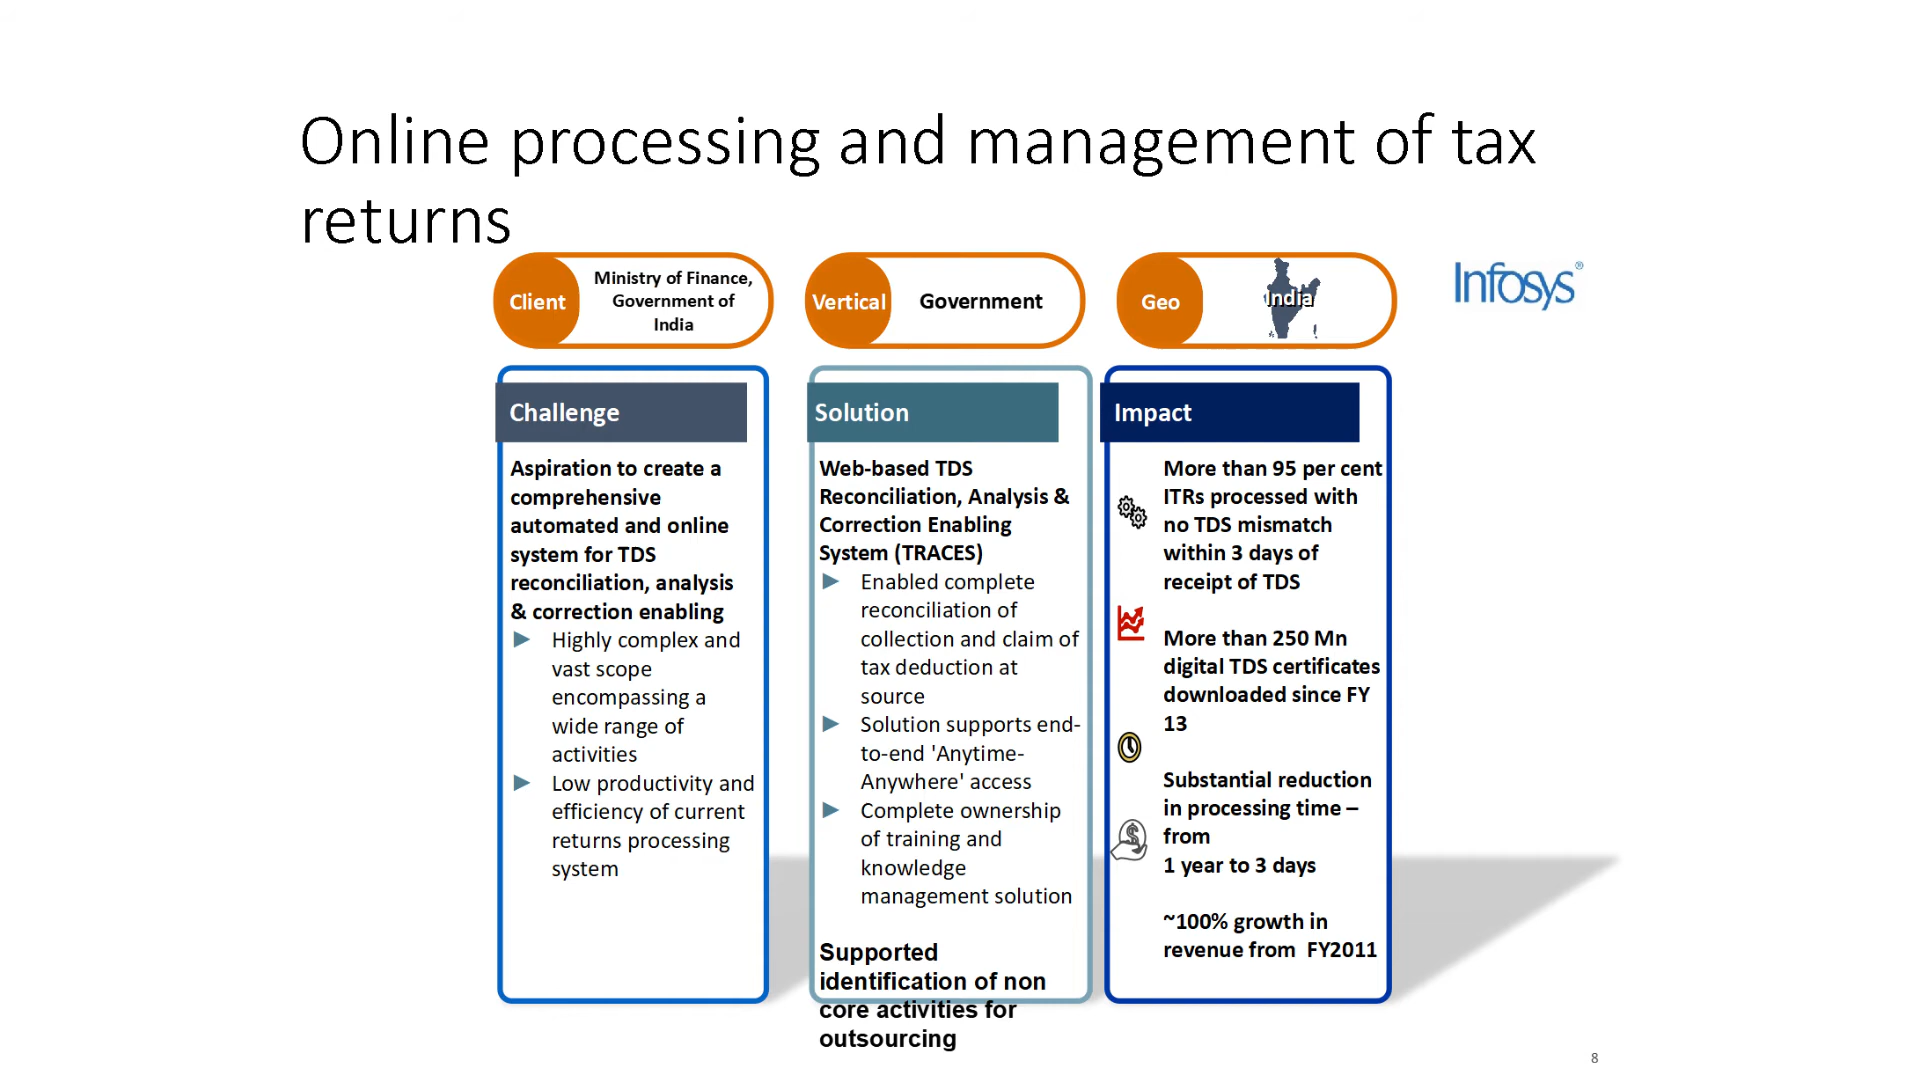 Online processing and management of tax
returns
Client
Ministry of Finance,
Government of
India
Vertical
Government
Geo
India
Infosys®
Challenge
Aspiration to create a
comprehensive
automated and online
system for TDS
reconciliation, analysis
& correction enabling
► Highly complex and
vast scope
encompassing a
wide range of
activities
► Low productivity and
efficiency of current
returns processing
system
Solution
Web-based TDS
Reconciliation, Analysis &
Correction Enabling
System (TRACES)
► Enabled complete
reconciliation of
collection and claim of
tax deduction at
source
► Solution supports end-
to-end 'Anytime-
Anywhere' access
► Complete ownership
of training and
knowledge
management solution
Supported
identification of non
core activities for
outsourcing
Impact
More than 95 per cent
ITRs processed with
no TDS mismatch
within 3 days of
receipt of TDS
More than 250 Mn
digital TDS certificates
downloaded since FY
13
Substantial reduction
in processing time –
from
1 year to 3 days
~100% growth in
revenue from FY2011
8